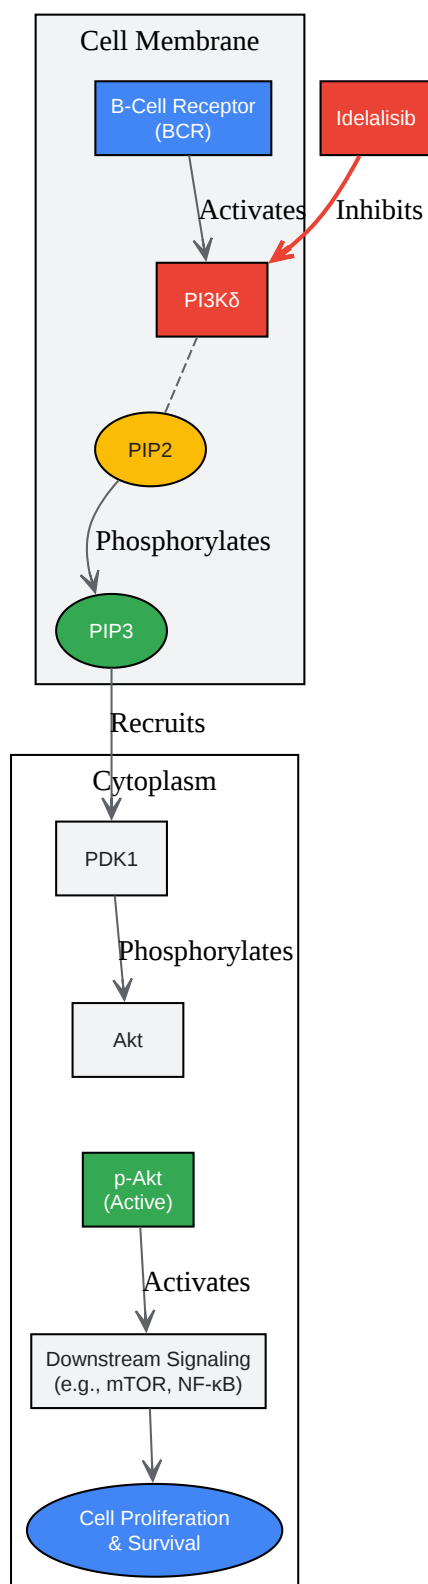 Cell Membrane
B-Cell Receptor
(BCR)
Idelalisib
Activates
Inhibits
PI3Kδ
PIP2
Phosphorylates
PIP3
Recruits
Cytoplasm
PDK1
Phosphorylates
Akt
p-Akt
(Active)
Activates
Downstream Signaling
(e.g., mTOR, NF-κB)
Cell Proliferation
& Survival